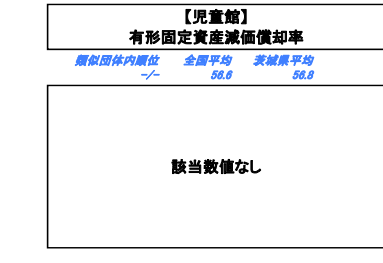 【児童館】
有形固定資産減価償却率
類似団体内順位 全国平均 茨城県平均
-/- 56.6 56.8
該当数値なし